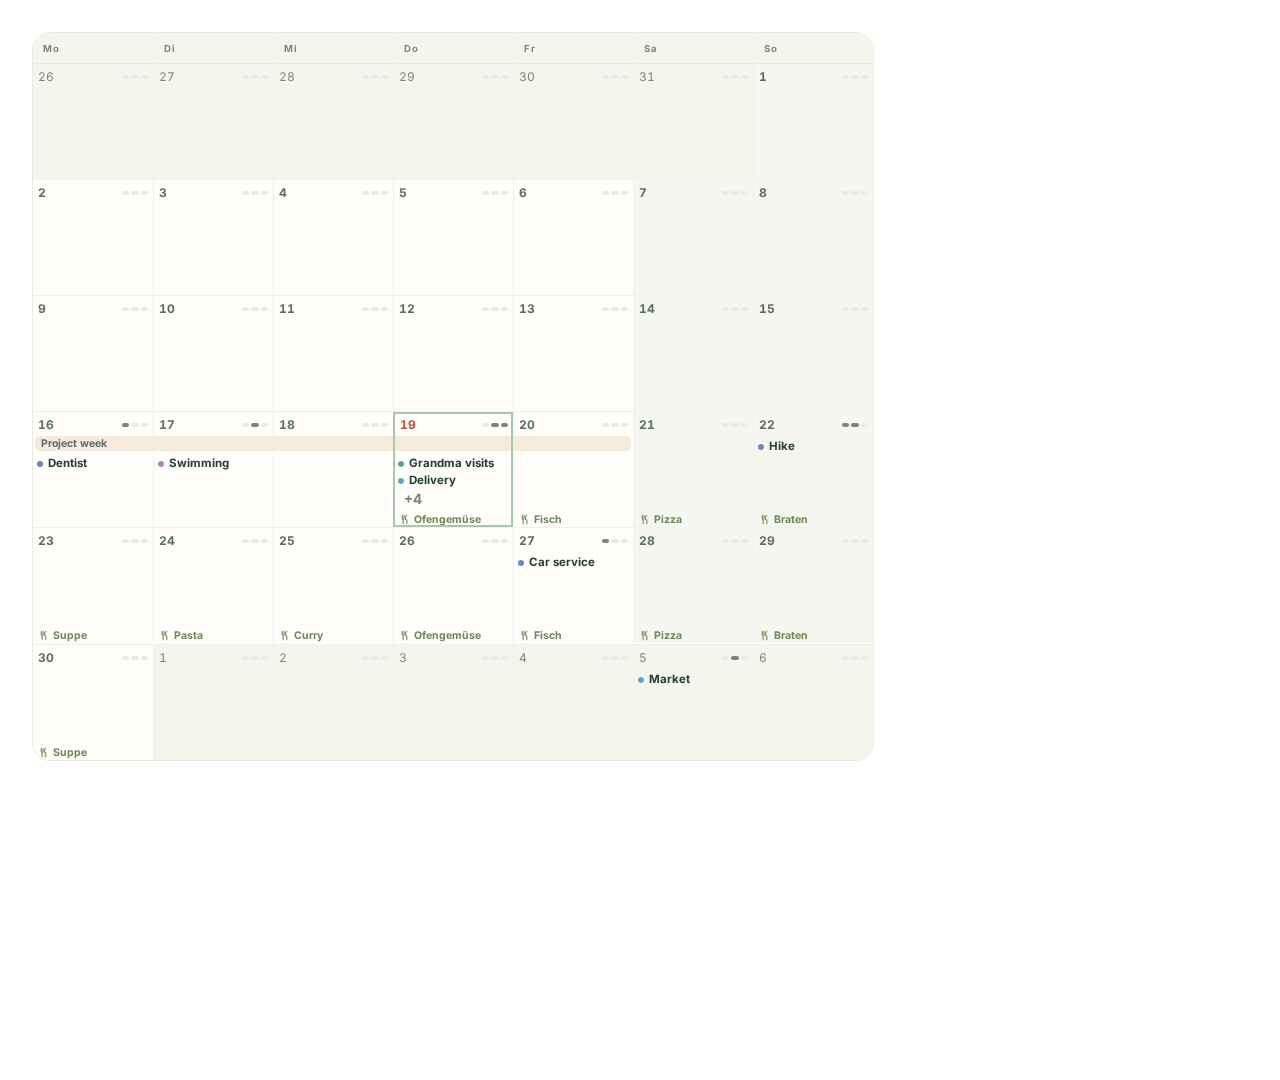 Mo Di Mi Do Fr Sa So
26 27 28 29 30 31 1
2 3 4 5 6 7 8
9 10 11 12 13 14 15
16 17 18 19 20 21 22
Project week
Hike
Dentist Swimming Grandma visits
Delivery
+4
Ofengemüse Fisch Pizza Braten
23 24 25 26 27 28 29
Car service
Suppe Pasta Curry Ofengemüse Fisch Pizza Braten
30 1 2 3 4 5 6
Market
Suppe